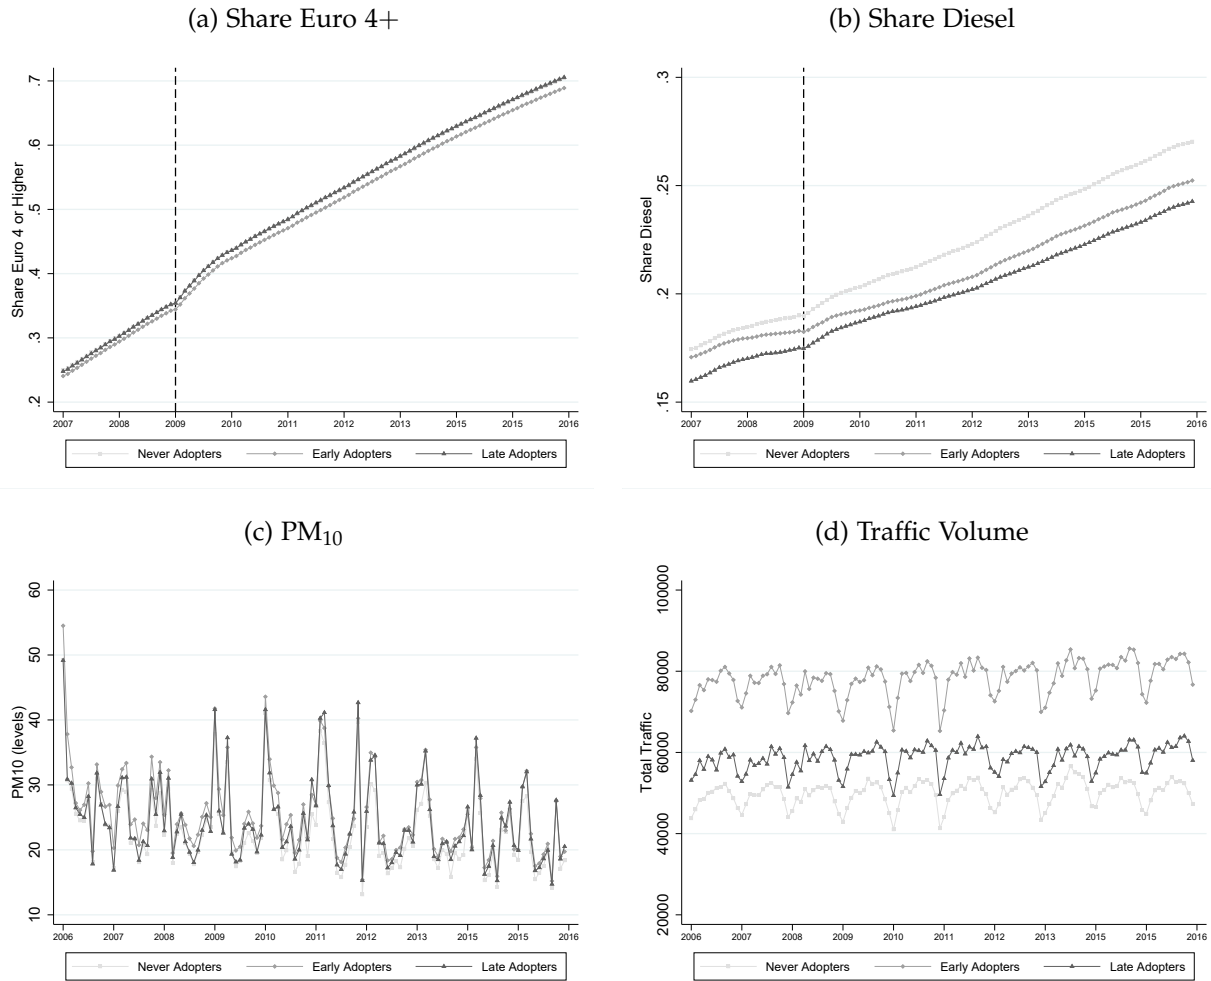 (a) Share Euro 4+
Share Euro 4 or Higher
.7
.6
.5
.4
.3
.2
2007 2008 2009 2010 2011 2012 2013 2015 2015 2016
Never Adopters Early Adopters Late Adopters
(b) Share Diesel
Share Diesel
.3
.25
.2
.15
2007 2008 2009 2010 2011 2012 2013 2015 2015 2016
Never Adopters Early Adopters Late Adopters
(c) PM10
PM10 (levels)
60
50
40
30
20
10
2006 2007 2008 2009 2010 2011 2012 2013 2015 2015 2016
Never Adopters Early Adopters Late Adopters
(d) Traffic Volume
Total Traffic
100000
80000
60000
40000
20000
2006 2007 2008 2009 2010 2011 2012 2013 2015 2015 2016
Never Adopters Early Adopters Late Adopters